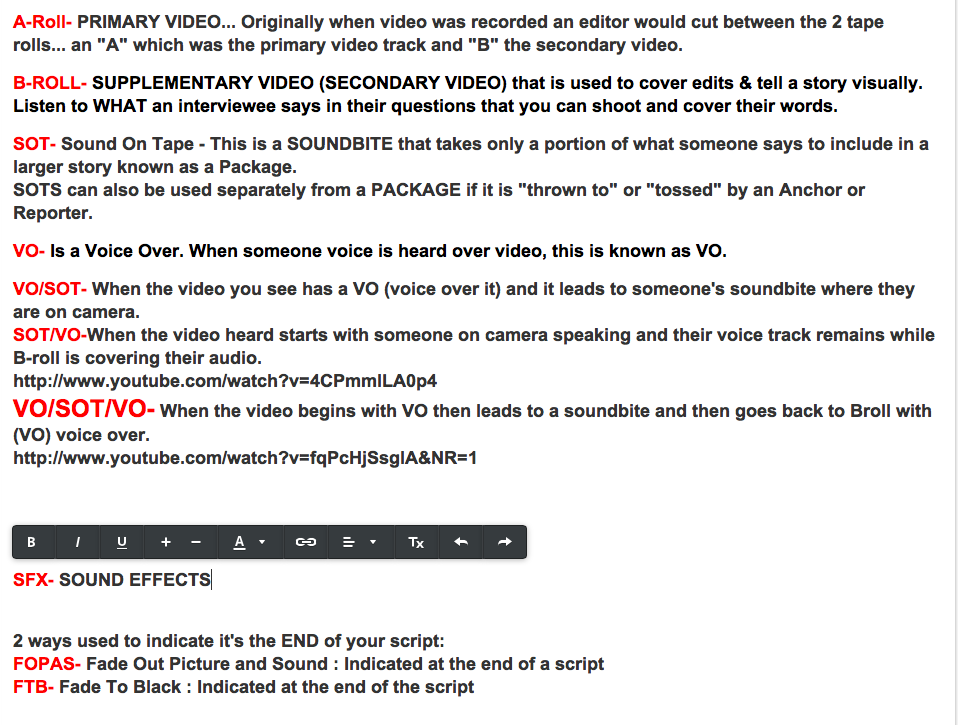 A-Roll- PRIMARY VIDEO... Originally when video was recorded an editor would cut between the 2 tape
rolls... an "A" which was the primary video track and "B" the secondary video.
B-ROLL- SUPPLEMENTARY VIDEO (SECONDARY VIDEO) that is used to cover edits & tell a story visually.
Listen to WHAT an interviewee says in their questions that you can shoot and cover their words.
SOT- Sound On Tape - This is a SOUNDBITE that takes only a portion of what someone says to include in a
larger story known as a Package.
SOTS can also be used separately from a PACKAGE if it is "thrown to" or "tossed" by an Anchor or
Reporter.
VO- Is a Voice Over. When someone voice is heard over video, this is known as VO.
VO/SOT- When the video you see has a VO (voice over it) and it leads to someone's soundbite where they
are on camera.
SOT/VO-When the video heard starts with someone on camera speaking and their voice track remains while
B-roll is covering their audio.
http://www.youtube.com/watch?v=4CPmmlLA0p4
VO/SOT/VO- When the video begins with VO then leads to a soundbite and then goes back to Broll with
(VO) voice over.
http://www.youtube.com/watch?v=fqPcHjSsglA&NR=1
B I U + − A Tx
SFX- SOUND EFFECTS
2 ways used to indicate it's the END of your script:
FOPAS- Fade Out Picture and Sound : Indicated at the end of a script
FTB- Fade To Black : Indicated at the end of the script